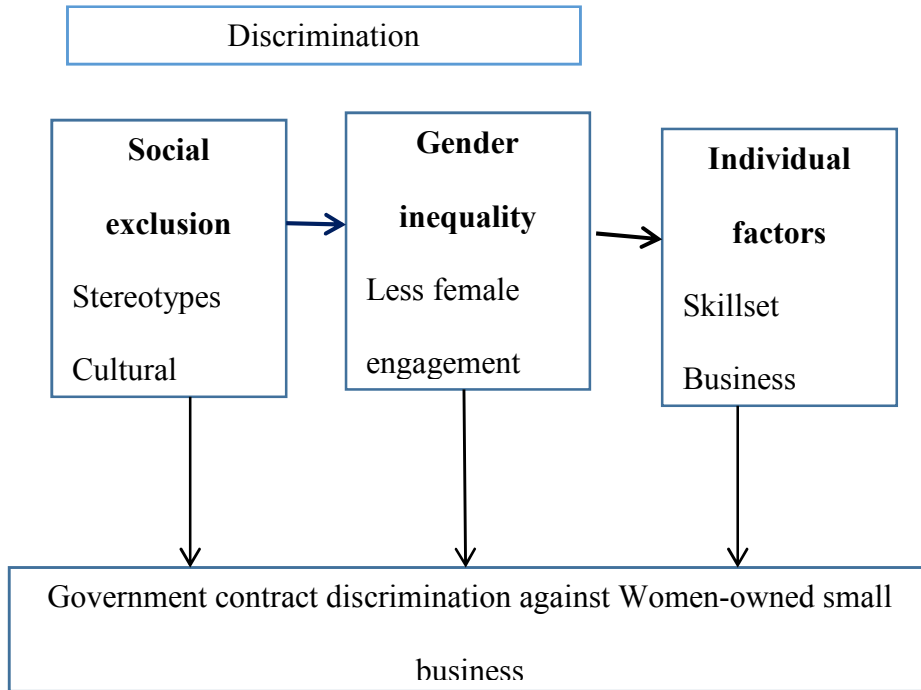 Discrimination
Social
exclusion
Stereotypes
Cultural
Gender
inequality
Less female
engagement
Individual
factors
Skillset
Business
Government contract discrimination against Women-owned small
business